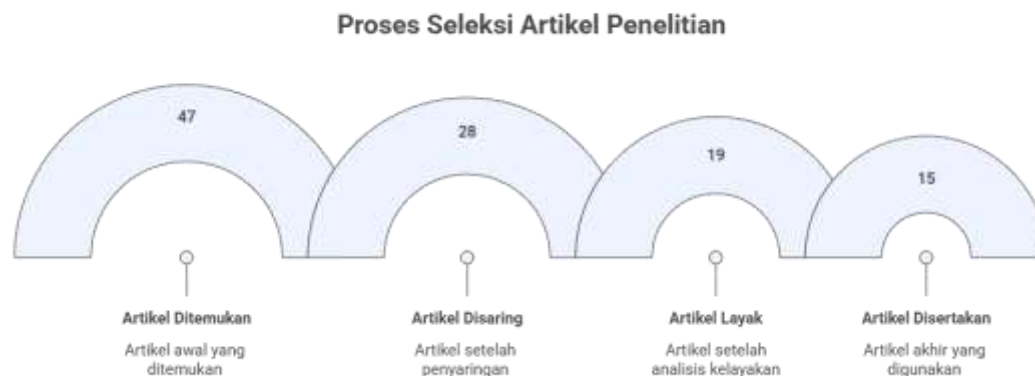 Proses Seleksi Artikel Penelitian
47
28
19
15
Artikel Ditemukan
Artikel awal yang
ditemukan
Artikel Disaring
Artikel setelah
penyaringan
Artikel Layak
Artikel setelah
analisis kelayakan
Artikel Disertakan
Artikel akhir yang
digunakan